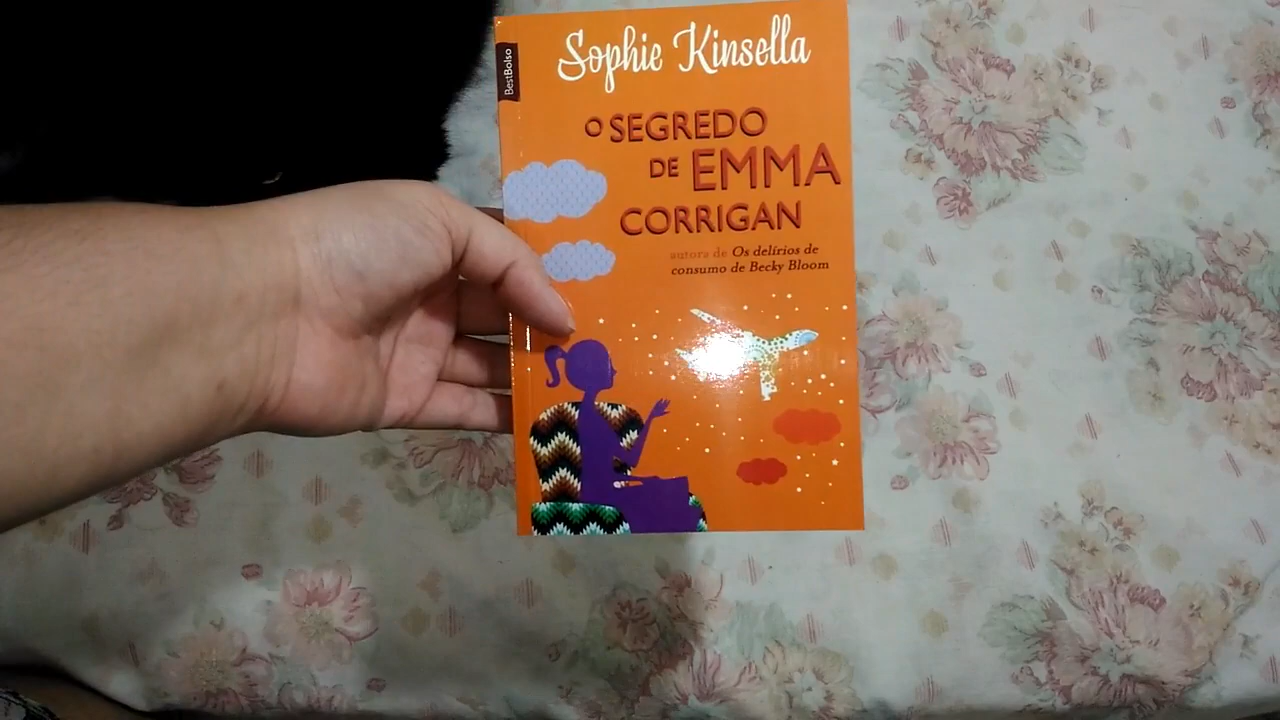 Sophie Kinsella
BestBolso
O SEGREDO
DE EMMA
CORRIGAN
autora de Os delírios de
consumo de Becky Bloom